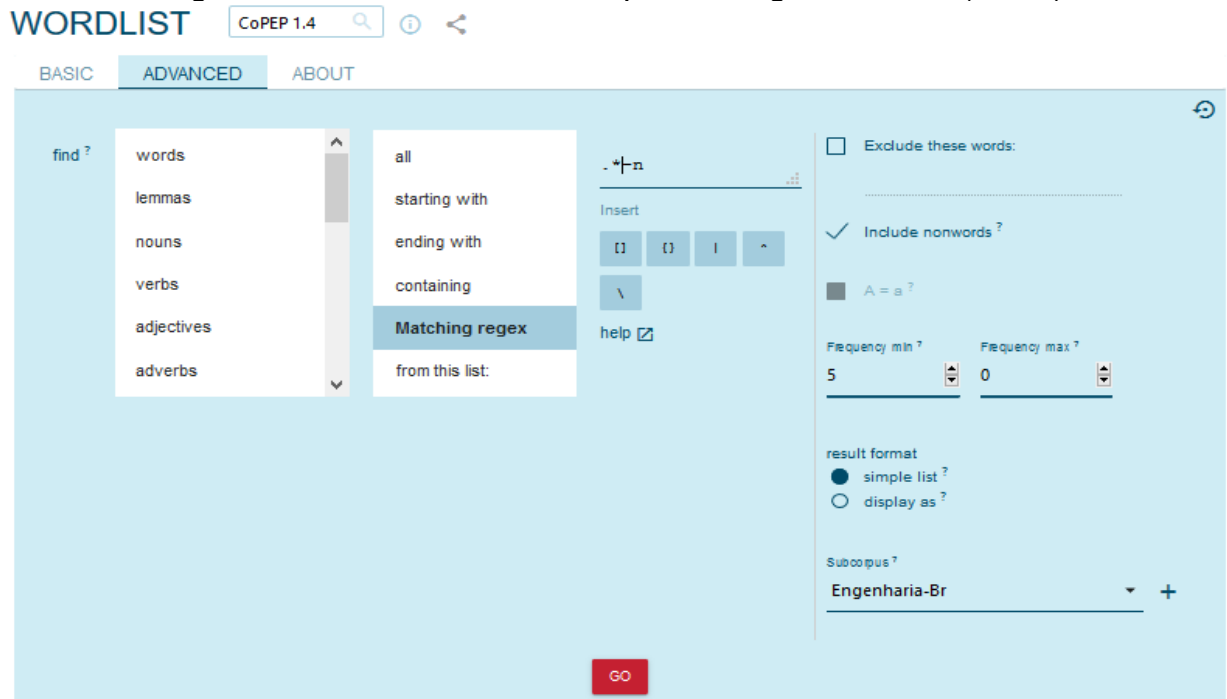 WORDLIST CoPEP 1.4
BASIC ADVANCED ABOUT
find ?
words
lemmas
nouns
verbs
adjectives
adverbs
all
starting with
ending with
containing
Matching regex
from this list:
.*-n
Insert
[] {} | ^
\
help
Exclude these words:
Include nonwords ?
A = a ?
Frequency min ? Frequency max ?
5 0
result format
simple list ?
display as ?
Subcorpus ?
Engenharia-Br +
GO